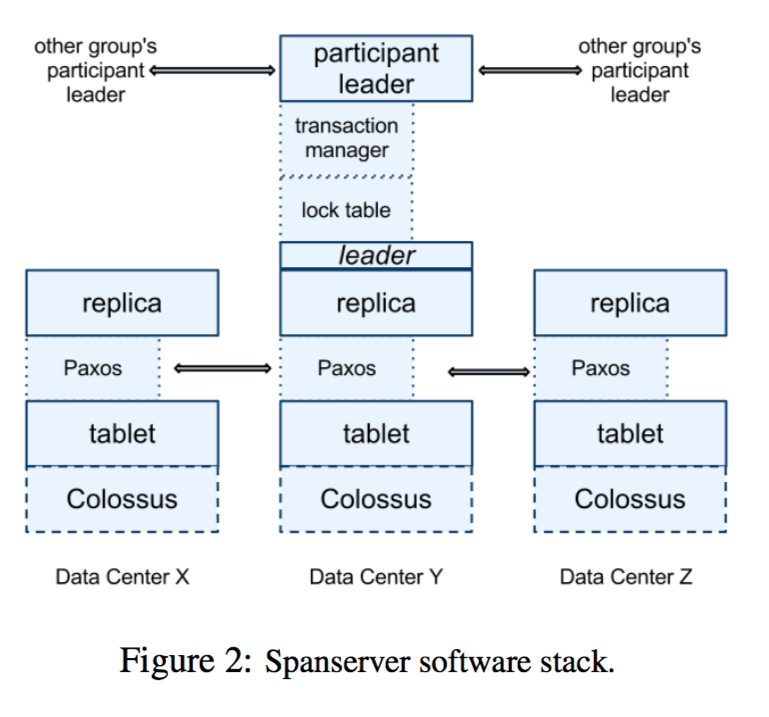 other group's
participant
leader
participant
leader
other group's
participant
leader
transaction
manager
lock table
leader
replica
replica
replica
Paxos
Paxos
Paxos
tablet
tablet
tablet
Colossus
Colossus
Colossus
Data Center X
Data Center Y
Data Center Z
Figure 2: Spanserver software stack.